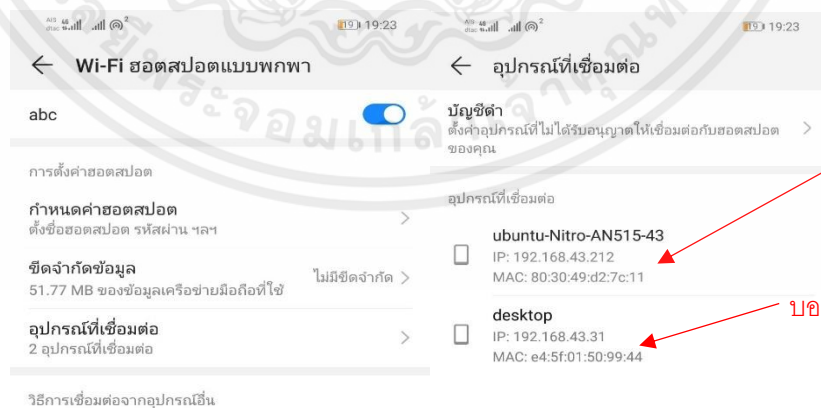 19 19:23
Wi-Fi ฮอตสปอตแบบพกพา
abc
การตั้งค่าฮอตสปอต
กำหนดค่าฮอตสปอต
ตั้งชื่อฮอตสปอต รหัสผ่าน ฯลฯ
ขีดจำกัดข้อมูล
51.77 MB ของข้อมูลเครือข่ายมือถือที่ใช้
ไม่มีขีดจำกัด
อุปกรณ์ที่เชื่อมต่อ
2 อุปกรณ์ที่เชื่อมต่อ
วิธีการเชื่อมต่อจากอุปกรณ์อื่น
19 19:23
อุปกรณ์ที่เชื่อมต่อ
บัญชีดำ
ตั้งค่าอุปกรณ์ที่ไม่ได้รับอนุญาตให้เชื่อมต่อกับฮอตสปอต
ของคุณ
อุปกรณ์ที่เชื่อมต่อ
ubuntu-Nitro-AN515-43
IP: 192.168.43.212
MAC: 80:30:49:d2:7c:11
desktop
IP: 192.168.43.31
MAC: e4:5f:01:50:99:44
บอ